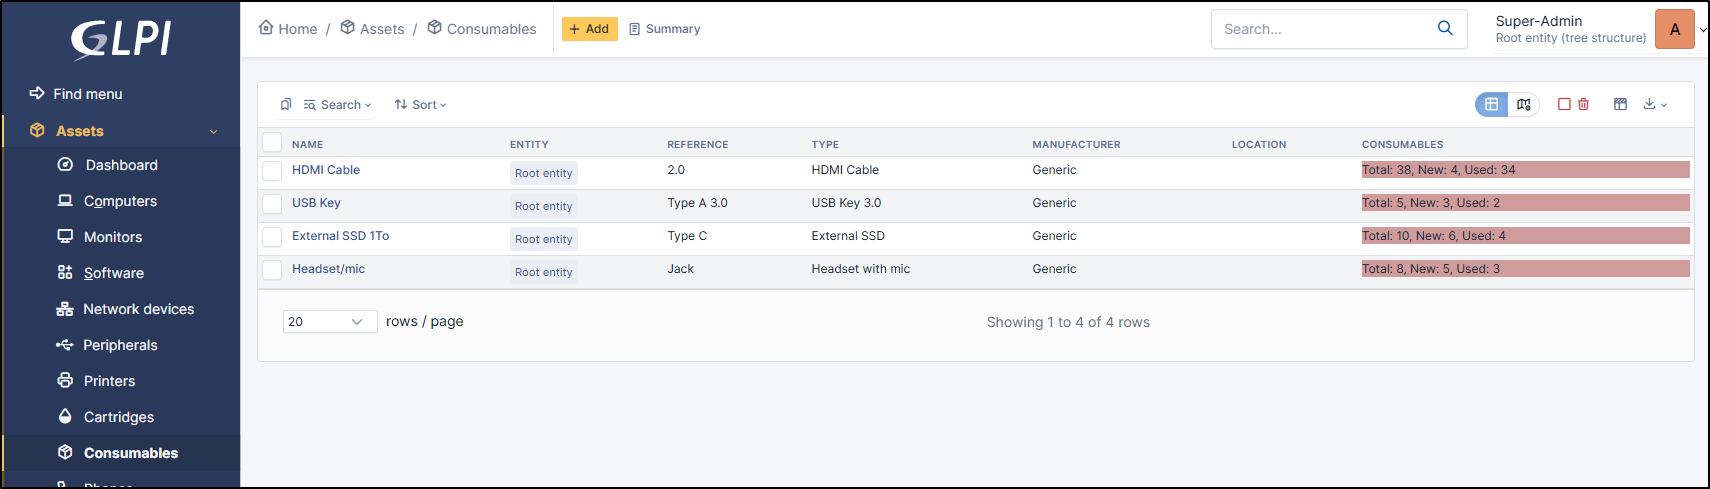 GLPI
Home / Assets / Consumables
+ Add
Summary
Search...
Super-Admin
Root entity (tree structure)
A
Find menu
Assets
Dashboard
Computers
Monitors
Software
Network devices
Peripherals
Printers
Cartridges
Consumables
Search
Sort
NAME ENTITY REFERENCE TYPE MANUFACTURER LOCATION CONSUMABLES
HDMI Cable Root entity 2.0 HDMI Cable Generic Total: 38, New: 4, Used: 34
USB Key Root entity Type A 3.0 USB Key 3.0 Generic Total: 5, New: 3, Used: 2
External SSD 1To Root entity Type C External SSD Generic Total: 10, New: 6, Used: 4
Headset/mic Root entity Jack Headset with mic Generic Total: 8, New: 5, Used: 3
20 rows / page
Showing 1 to 4 of 4 rows